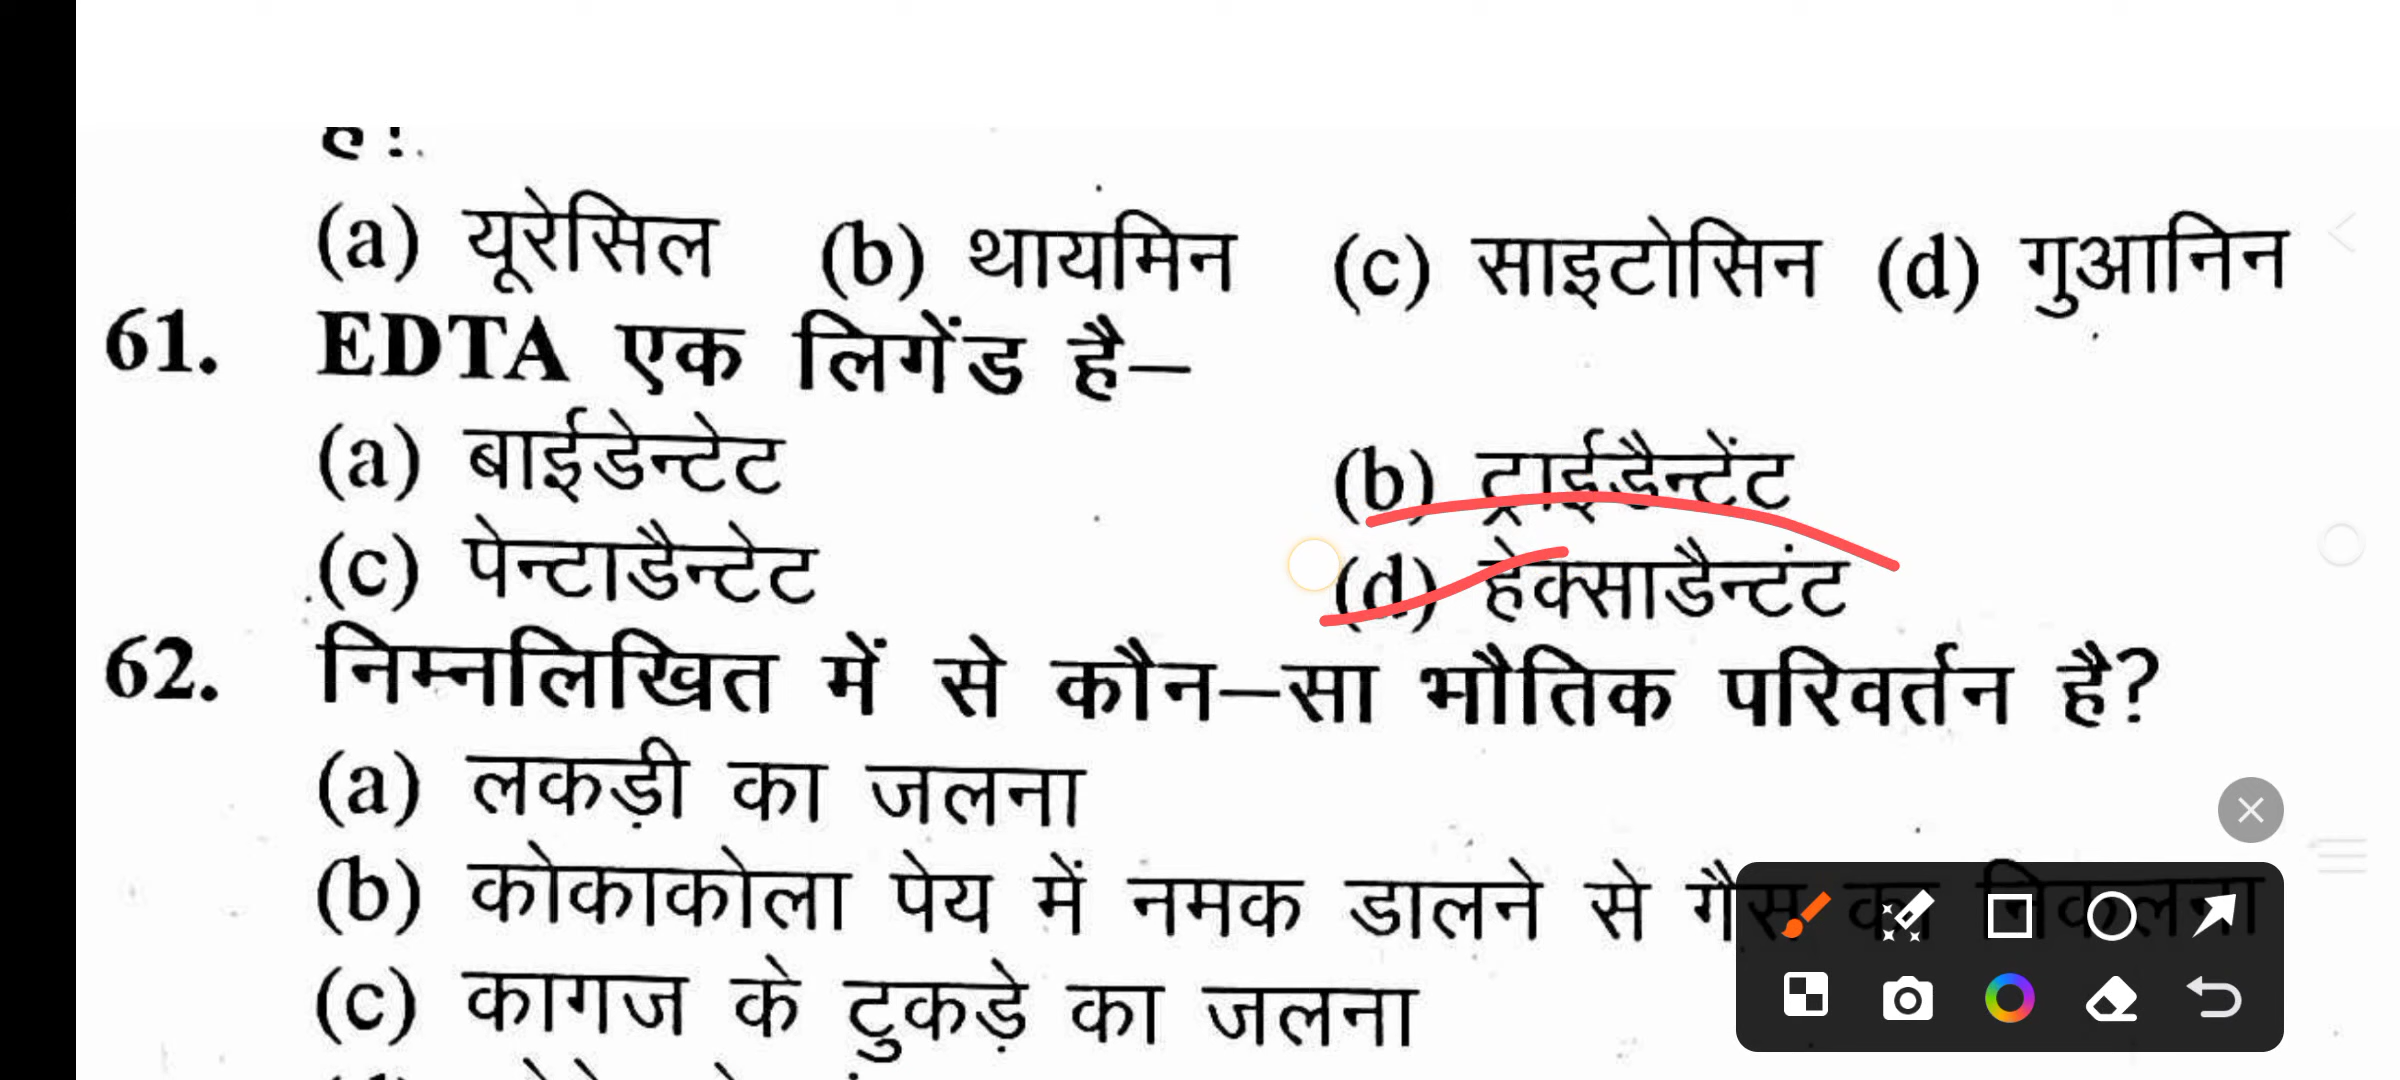 (a) यूरेसिल (b) थायमिन (c) साइटोसिन (d) गुआनिन
61. EDTA एक लिगेंड है–
(a) बाईडेन्टेट (b) ट्राईडैन्टेंट
(c) पेन्टाडैन्टेट (d) हेक्साडैन्टंट
62. निम्नलिखित में से कौन–सा भौतिक परिवर्तन है?
(a) लकड़ी का जलना
(b) कोकाकोला पेय में नमक डालने से गैस का निकलना
(c) कागज के टुकड़े का जलना